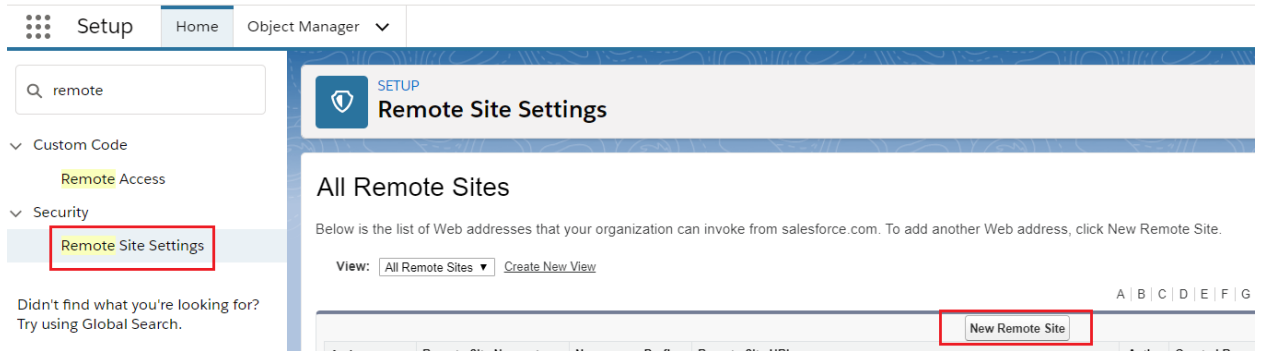 Setup Home Object Manager
remote
Custom Code
Remote Access
Security
Remote Site Settings
Didn't find what you're looking for?
Try using Global Search.
SETUP
Remote Site Settings
All Remote Sites
Below is the list of Web addresses that your organization can invoke from salesforce.com. To add another Web address, click New Remote Site.
View: All Remote Sites ▼ Create New View
A | B | C | D | E | F | G
New Remote Site